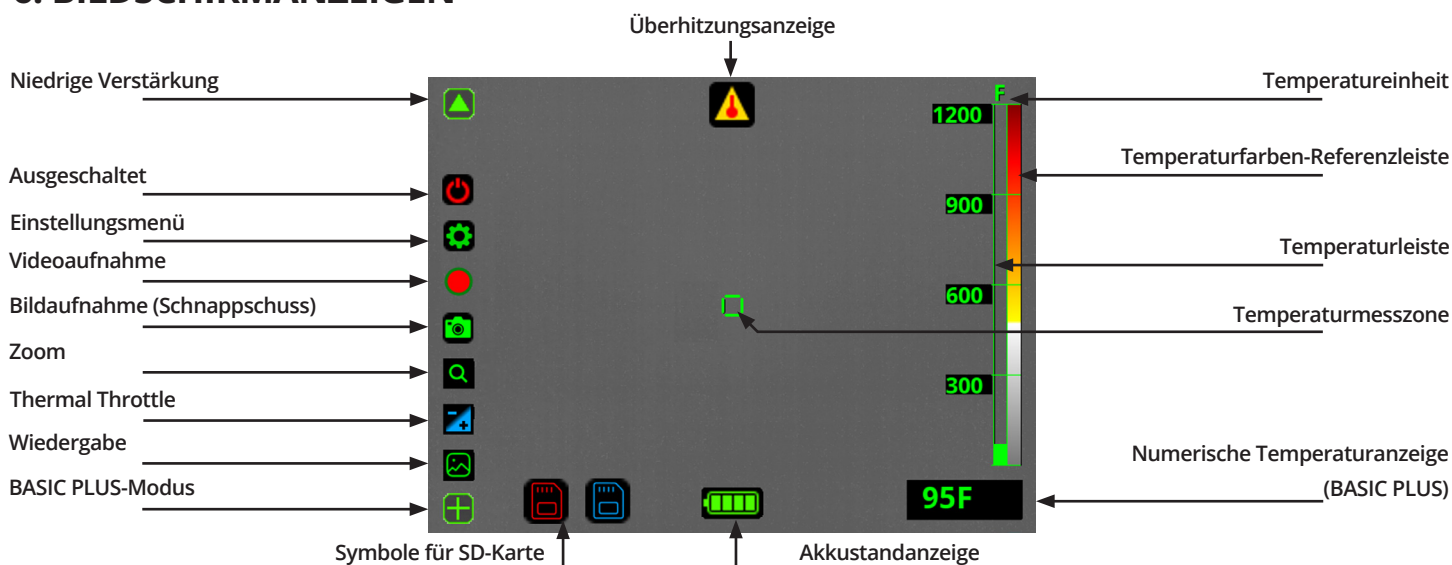 6. BILDSCHIRMANZEIGEN
Überhitzungsanzeige
Niedrige Verstärkung
Ausgeschaltet
Einstellungsmenü
Videoaufnahme
Bildaufnahme (Schnappschuss)
Zoom
Thermal Throttle
Wiedergabe
BASIC PLUS-Modus
F
1200
900
600
300
95F
Temperatureinheit
Temperaturfarben-Referenzleiste
Temperaturleiste
Temperaturmesszone
Numerische Temperaturanzeige
(BASIC PLUS)
Symbole für SD-Karte
Akkustandanzeige